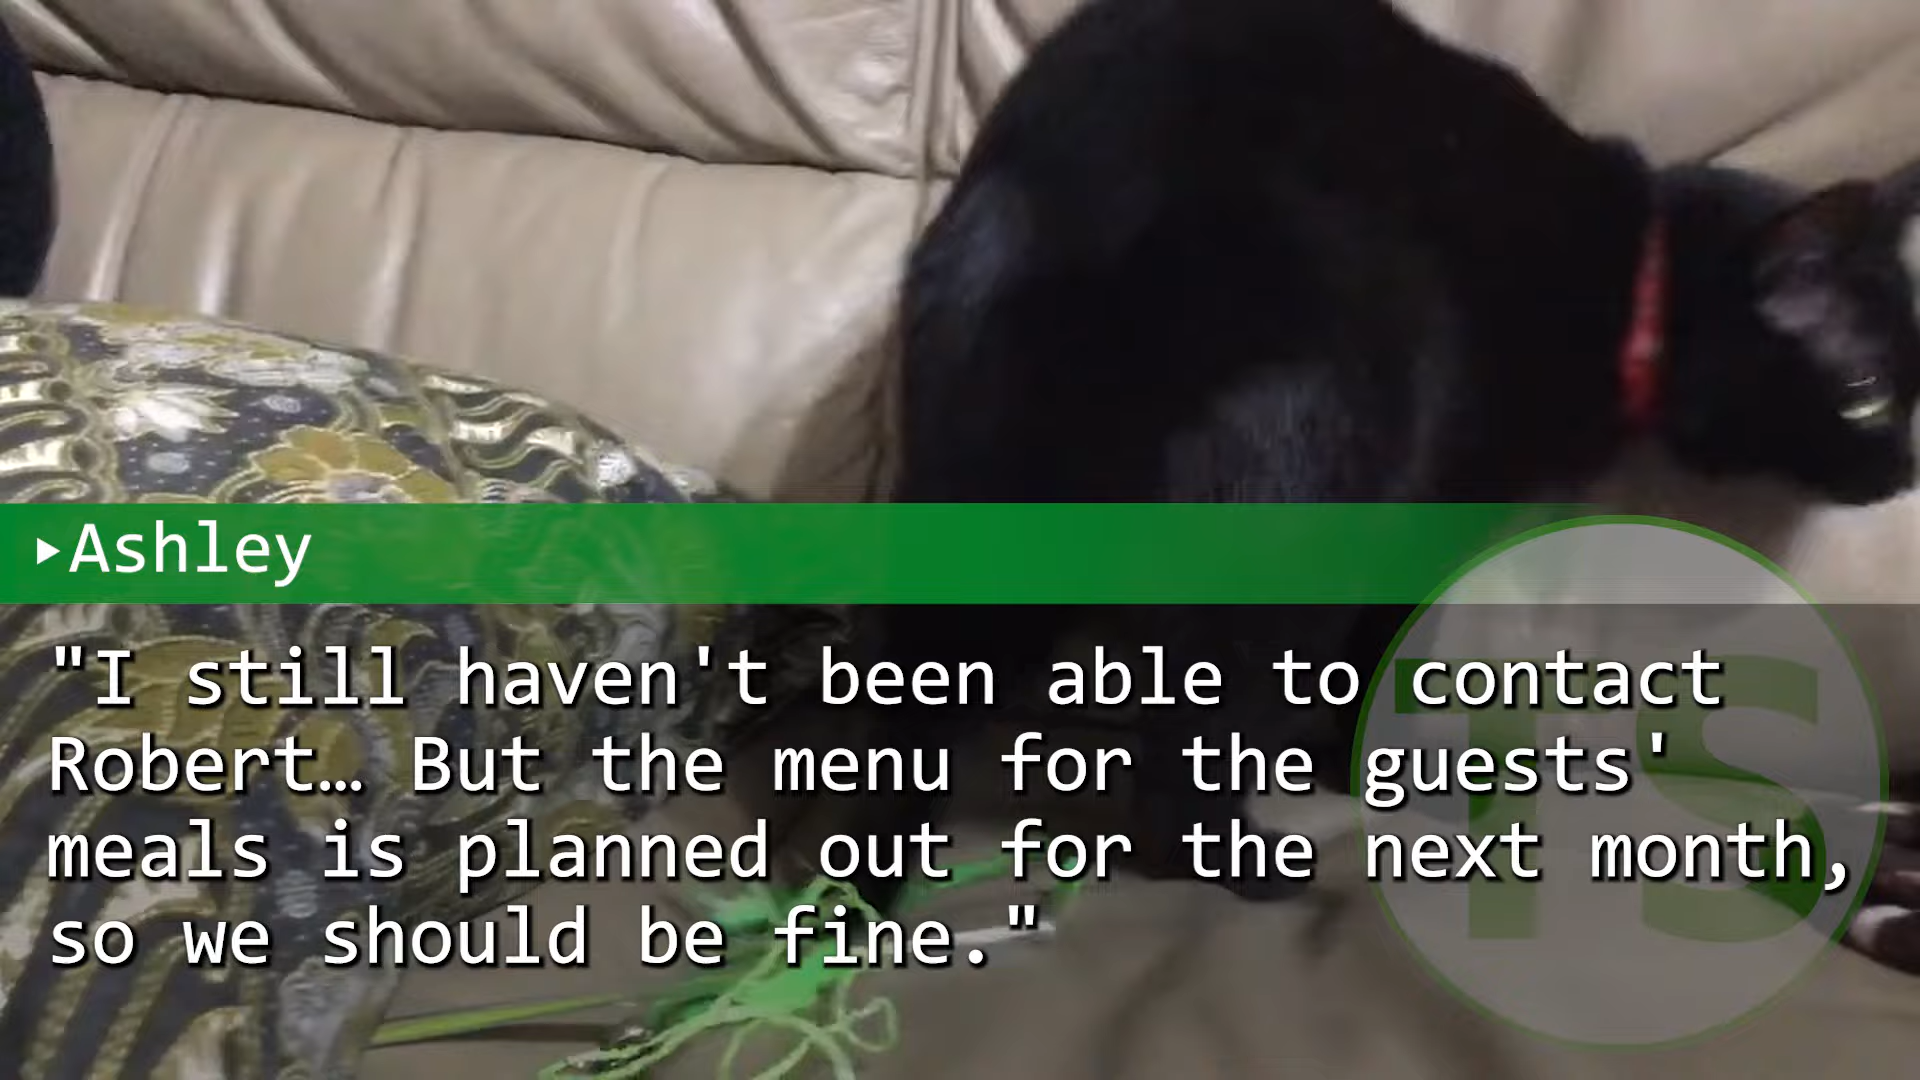 ▸Ashley
"I still haven't been able to contact
Robert… But the menu for the guests'
meals is planned out for the next month,
so we should be fine."
TS